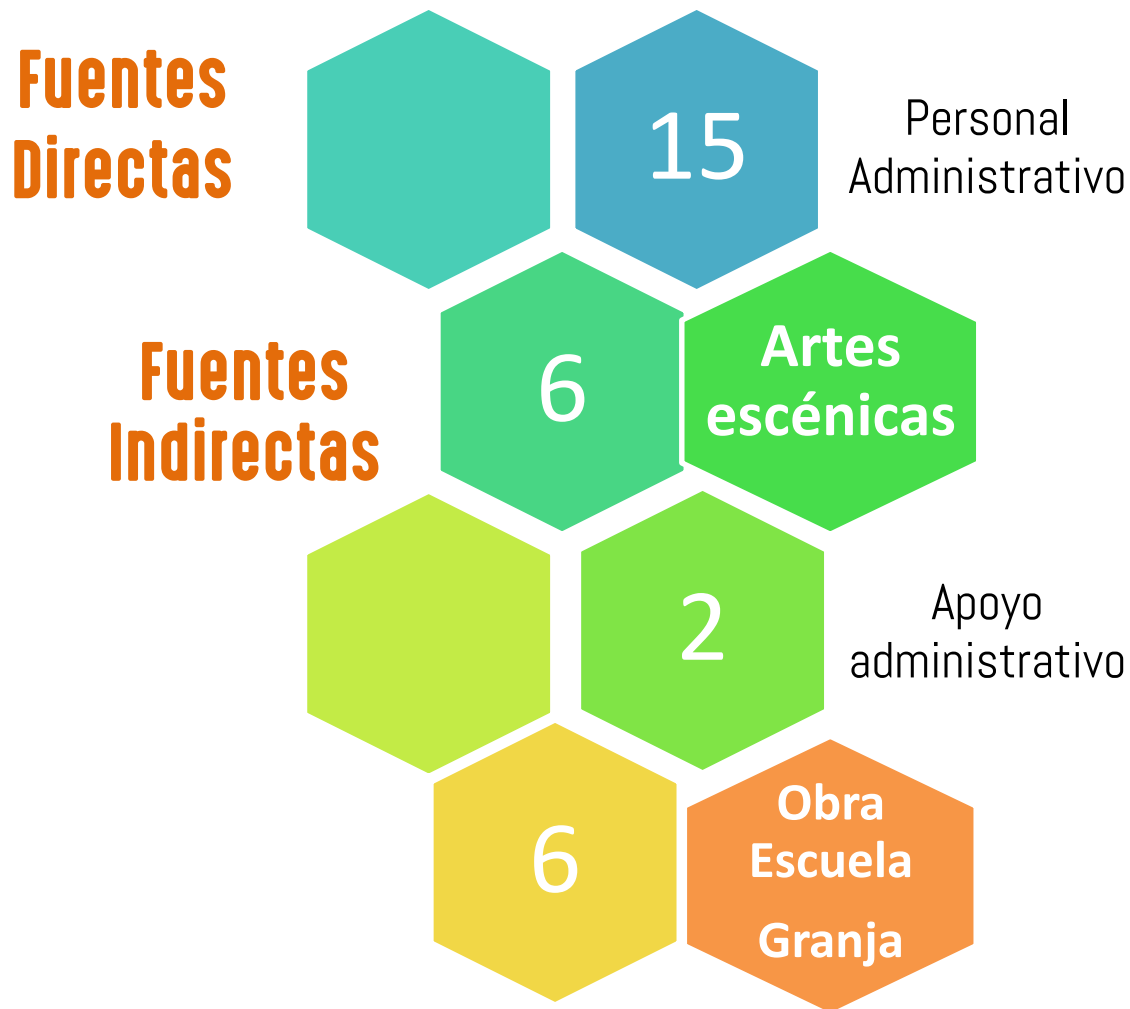 Fuentes
Directas
15
Personal
Administrativo
Fuentes
Indirectas
6
Artes
escénicas
2
Apoyo
administrativo
6
Obra
Escuela
Granja